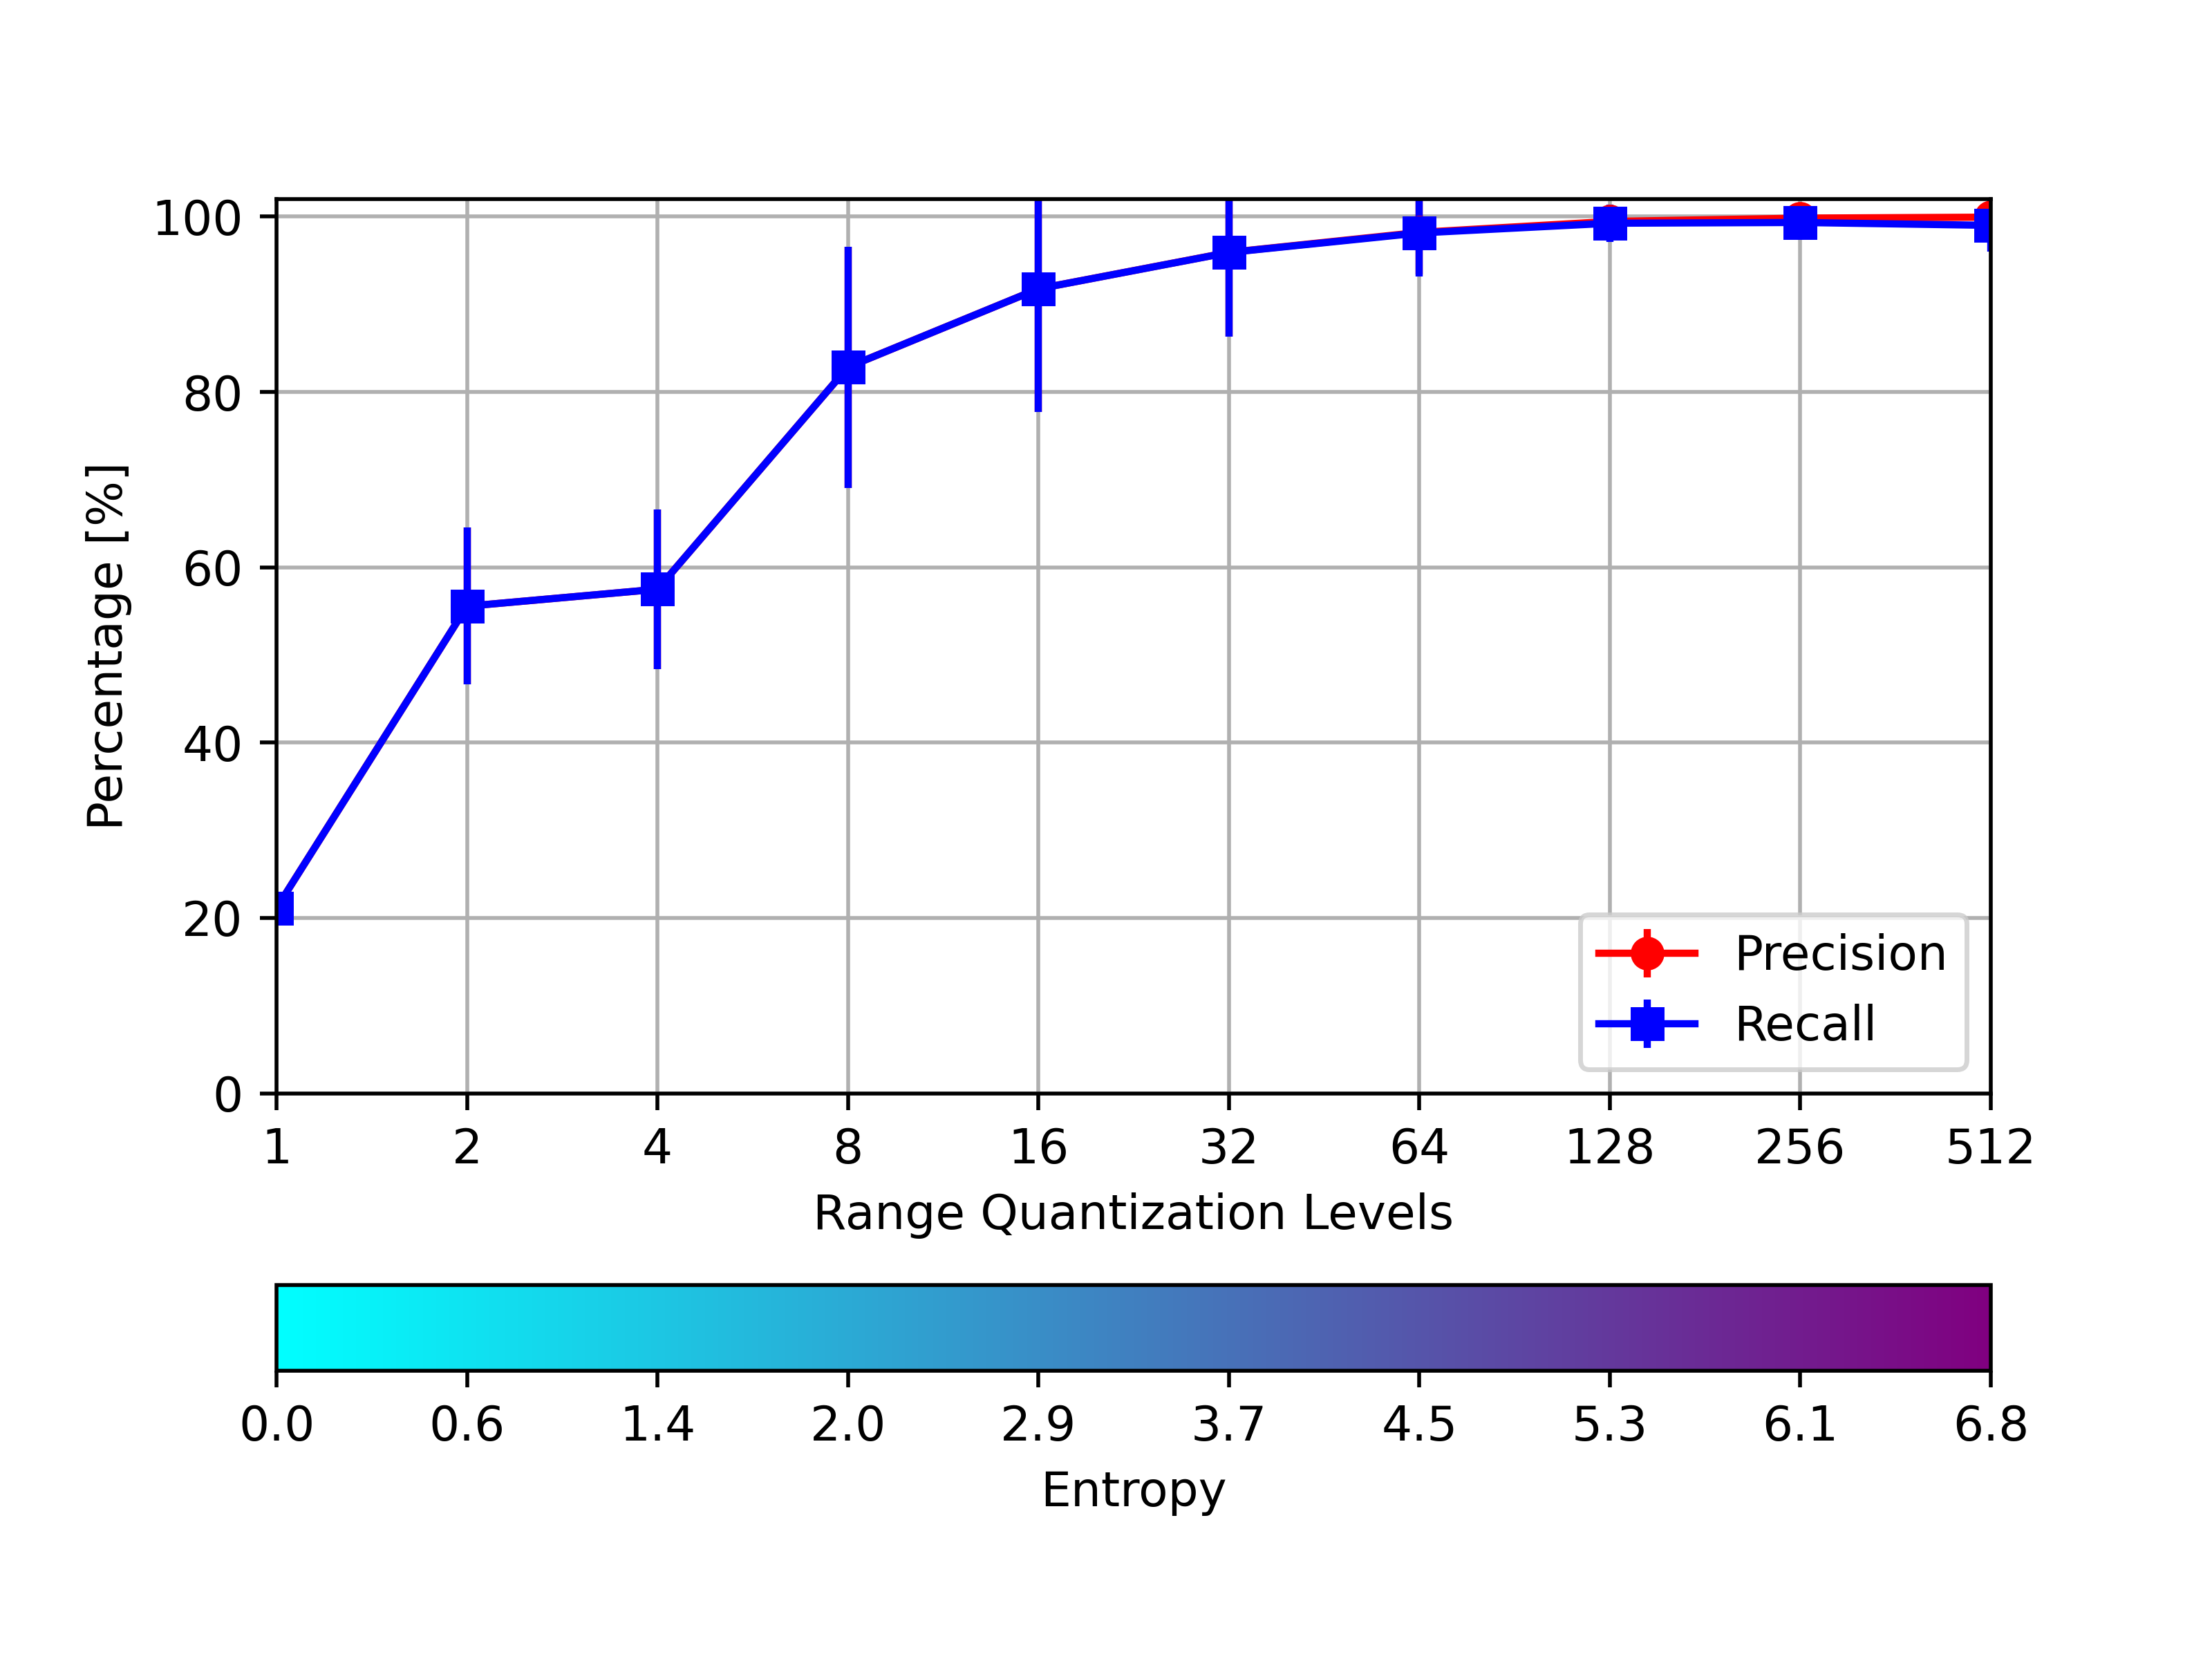 100
80
60
40
20
0
Percentage [%]
Precision
Recall
1 2 4 8 16 32 64 128 256 512
Range Quantization Levels
0.0 0.6 1.4 2.0 2.9 3.7 4.5 5.3 6.1 6.8
Entropy